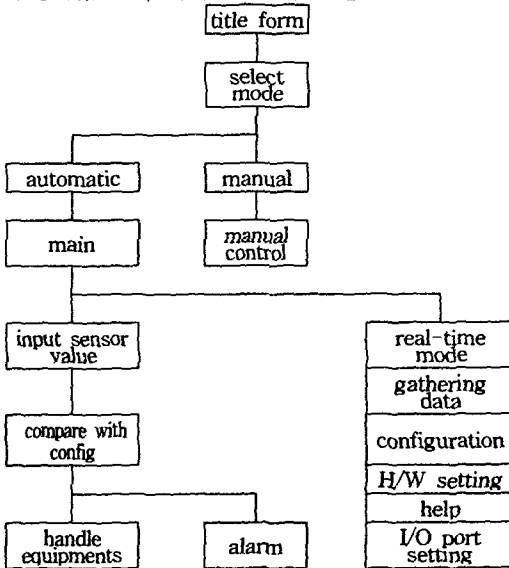 title form
select
mode
automatic
manual
main
manual
control
input sensor
value
real-time
mode
gathering
data
compare with
config
configuration
H/W setting
help
handle
equipments
alarm
I/O port
setting